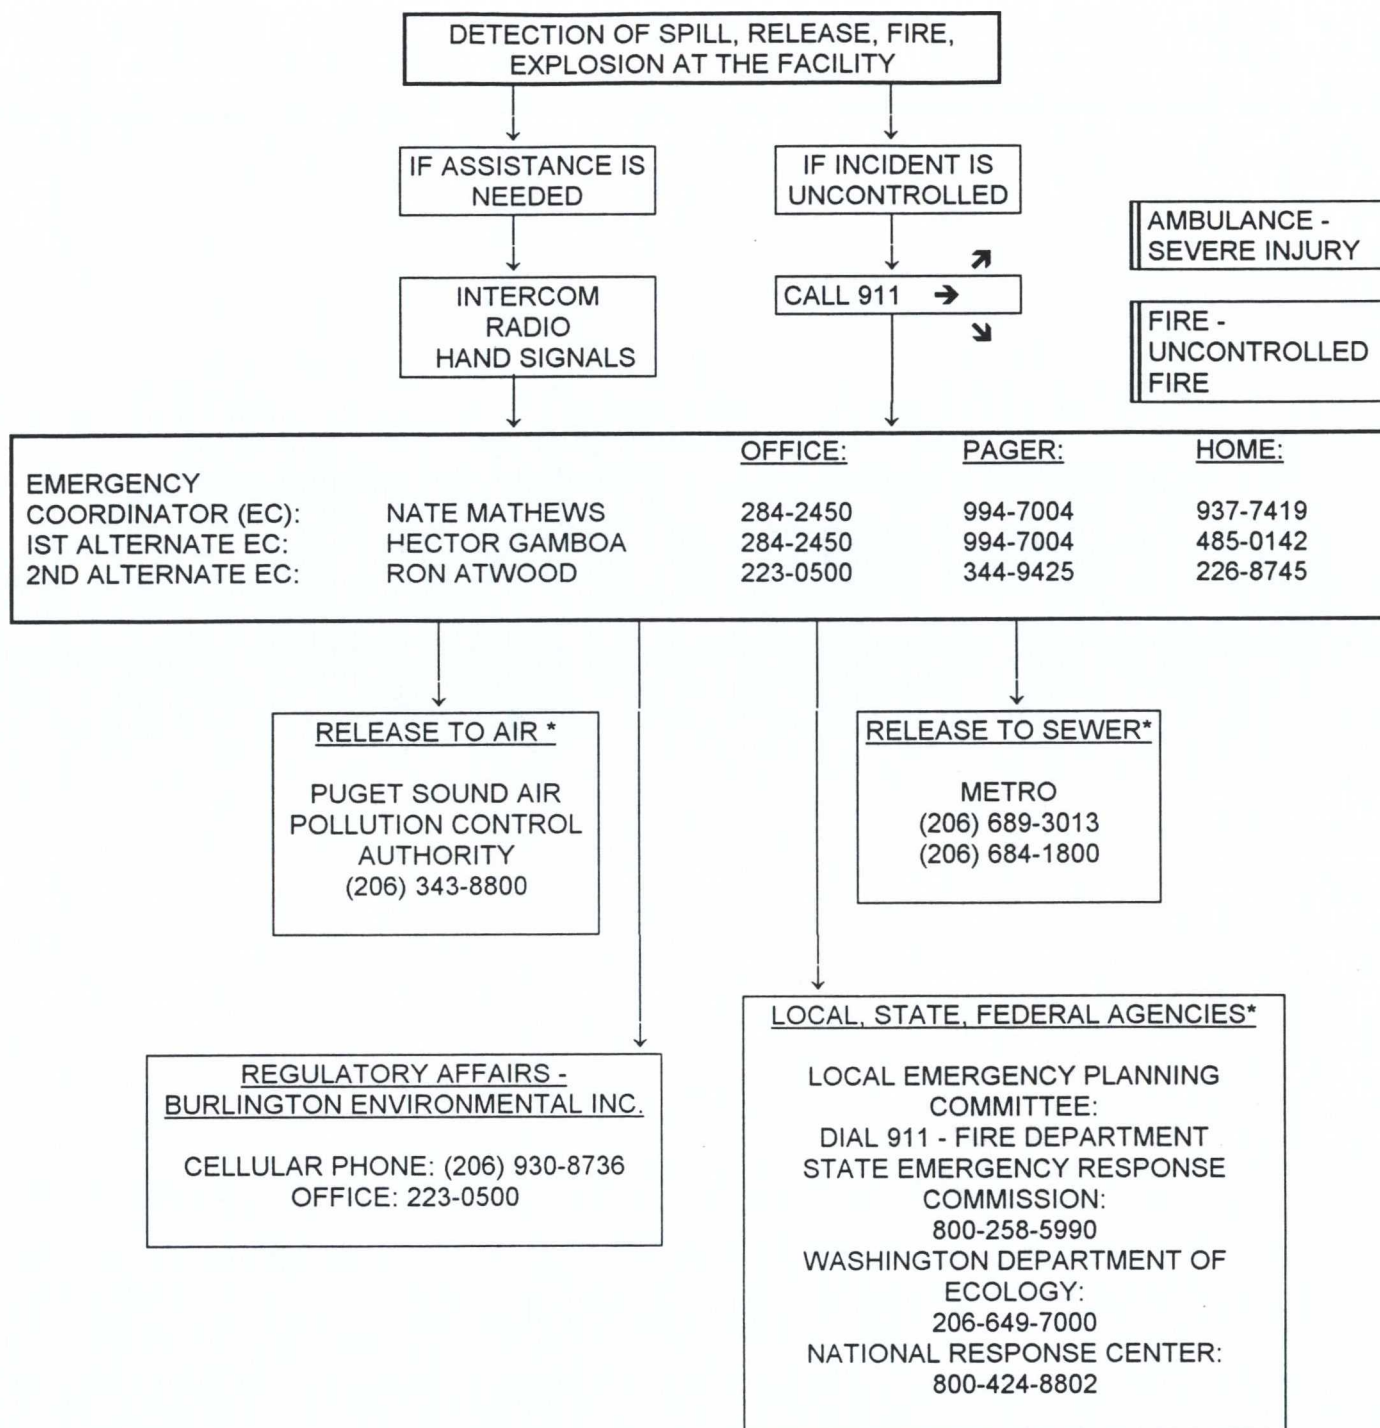 DETECTION OF SPILL, RELEASE, FIRE,
EXPLOSION AT THE FACILITY
IF ASSISTANCE IS
NEEDED
IF INCIDENT IS
UNCONTROLLED
AMBULANCE -
SEVERE INJURY
INTERCOM
RADIO
HAND SIGNALS
CALL 911 →
FIRE -
UNCONTROLLED
FIRE
OFFICE: PAGER: HOME:
EMERGENCY
COORDINATOR (EC): NATE MATHEWS 284-2450 994-7004 937-7419
IST ALTERNATE EC: HECTOR GAMBOA 284-2450 994-7004 485-0142
2ND ALTERNATE EC: RON ATWOOD 223-0500 344-9425 226-8745
RELEASE TO AIR *
PUGET SOUND AIR
POLLUTION CONTROL
AUTHORITY
(206) 343-8800
RELEASE TO SEWER*
METRO
(206) 689-3013
(206) 684-1800
REGULATORY AFFAIRS -
BURLINGTON ENVIRONMENTAL INC.
CELLULAR PHONE: (206) 930-8736
OFFICE: 223-0500
LOCAL, STATE, FEDERAL AGENCIES*
LOCAL EMERGENCY PLANNING
COMMITTEE:
DIAL 911 - FIRE DEPARTMENT
STATE EMERGENCY RESPONSE
COMMISSION:
800-258-5990
WASHINGTON DEPARTMENT OF
ECOLOGY:
206-649-7000
NATIONAL RESPONSE CENTER:
800-424-8802